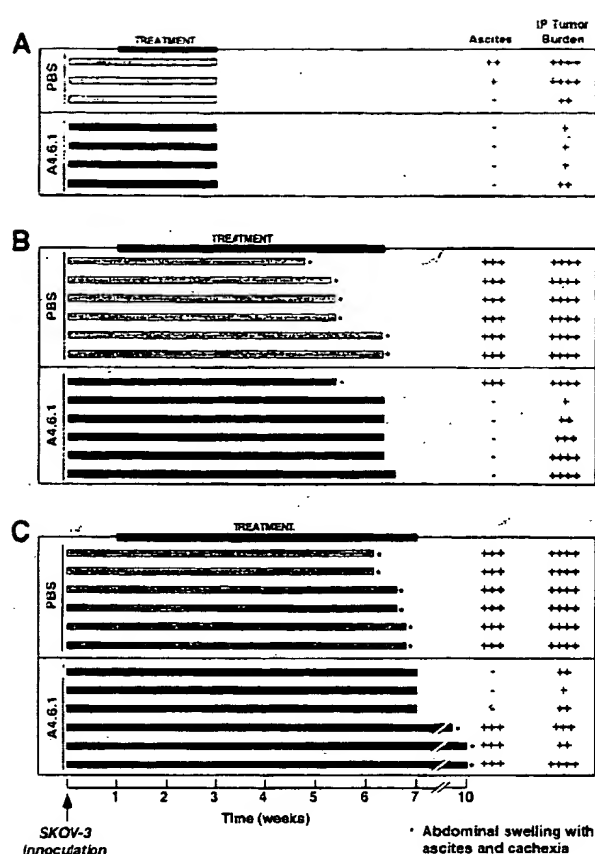 A
TREATMENT
Ascites
IP Tumor
Burden
PBS
++ ++++
+ ++++
- ++
A4.6.1
- +
- +
- +
- ++
B
TREATMENT
PBS
+++ ++++
+++ ++++
+++ ++++
+++ ++++
+++ ++++
+++ ++++
A4.6.1
+++ ++++
- +
- ++
- +++
- ++++
- ++++
C
TREATMENT
PBS
+++ ++++
+++ ++++
+++ ++++
+++ ++++
+++ ++++
+++ ++++
A4.6.1
- ++
- +
- ++
+++ +++
+++ ++
+++ ++++
1 2 3 4 5 6 7 10
Time (weeks)
SKOV-3
Innoculation
* Abdominal swelling with
ascites and cachexia